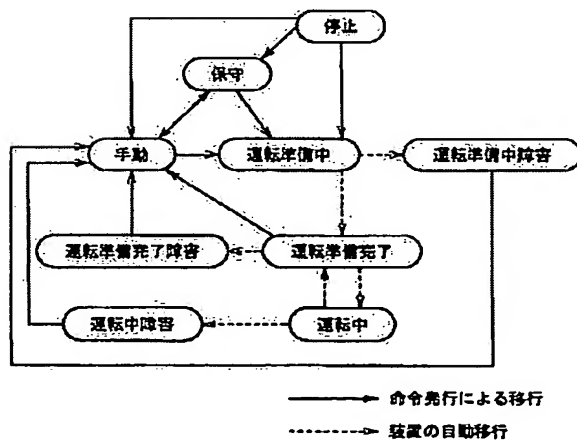 停止
保守
手動
運転準備中
運転準備中障害
運転準備完了障害
運転準備完了
運転中障害
運転中
命令発行による移行
装置の自動移行